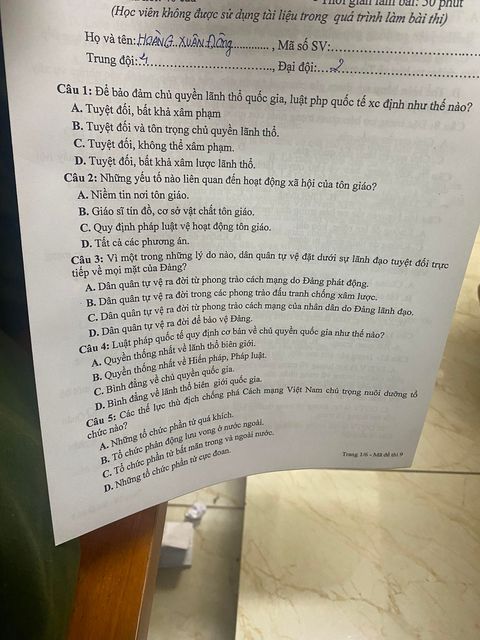 Thời gian làm bài: 50 phút
(Học viên không được sử dụng tài liệu trong quá trình làm bài thi)
Họ và tên: HOÀNG XUÂN Đông, Mã số SV:
Trung đội: 4, Đại đội: 2
Câu 1: Để bảo đảm chủ quyền lãnh thổ quốc gia, luật php quốc tế xc định như thế nào?
A. Tuyệt đối, bất khả xâm phạm
B. Tuyệt đối và tôn trọng chủ quyền lãnh thổ.
C. Tuyệt đối, không thể xâm phạm.
D. Tuyệt đối, bất khả xâm lược lãnh thổ.
Câu 2: Những yếu tố nào liên quan đến hoạt động xã hội của tôn giáo?
A. Niềm tin nơi tôn giáo.
B. Giáo sĩ tín đồ, cơ sở vật chất tôn giáo.
C. Quy định pháp luật vệ hoạt động tôn giáo.
D. Tất cả các phương án.
Câu 3: Vì một trong những lý do nào, dân quân tự vệ đặt dưới sự lãnh đạo tuyệt đối trực
tiếp về mọi mặt của Đảng?
A. Dân quân tự vệ ra đời từ phong trào cách mạng do Đảng phát động.
B. Dân quân tự vệ ra đời trong các phong trào đấu tranh chống xâm lược.
C. Dân quân tự vệ ra đời từ phong trào cách mạng của nhân dân do Đảng lãnh đạo.
D. Dân quân tự vệ ra đời để bảo vệ Đảng.
Câu 4: Luật pháp quốc tế quy định cơ bản về chủ quyền quốc gia như thế nào?
A. Quyền thống nhất về lãnh thổ biên giới.
B. Quyền thống nhất về Hiến pháp, Pháp luật.
C. Bình đẳng về chủ quyền quốc gia.
D. Bình đẳng về lãnh thổ biên giới quốc gia.
Câu 5: Các thế lực thù địch chống phá Cách mạng Việt Nam chú trọng nuôi dưỡng tổ
chức nào?
A. Những tổ chức phần tử quá khích.
B. Tổ chức phản động lưu vong ở nước ngoài.
C. Tổ chức phần tử bất mãn trong và ngoài nước.
D. Những tổ chức phần tử cực đoan.
Trang 1/6 - Mã đề thi 9